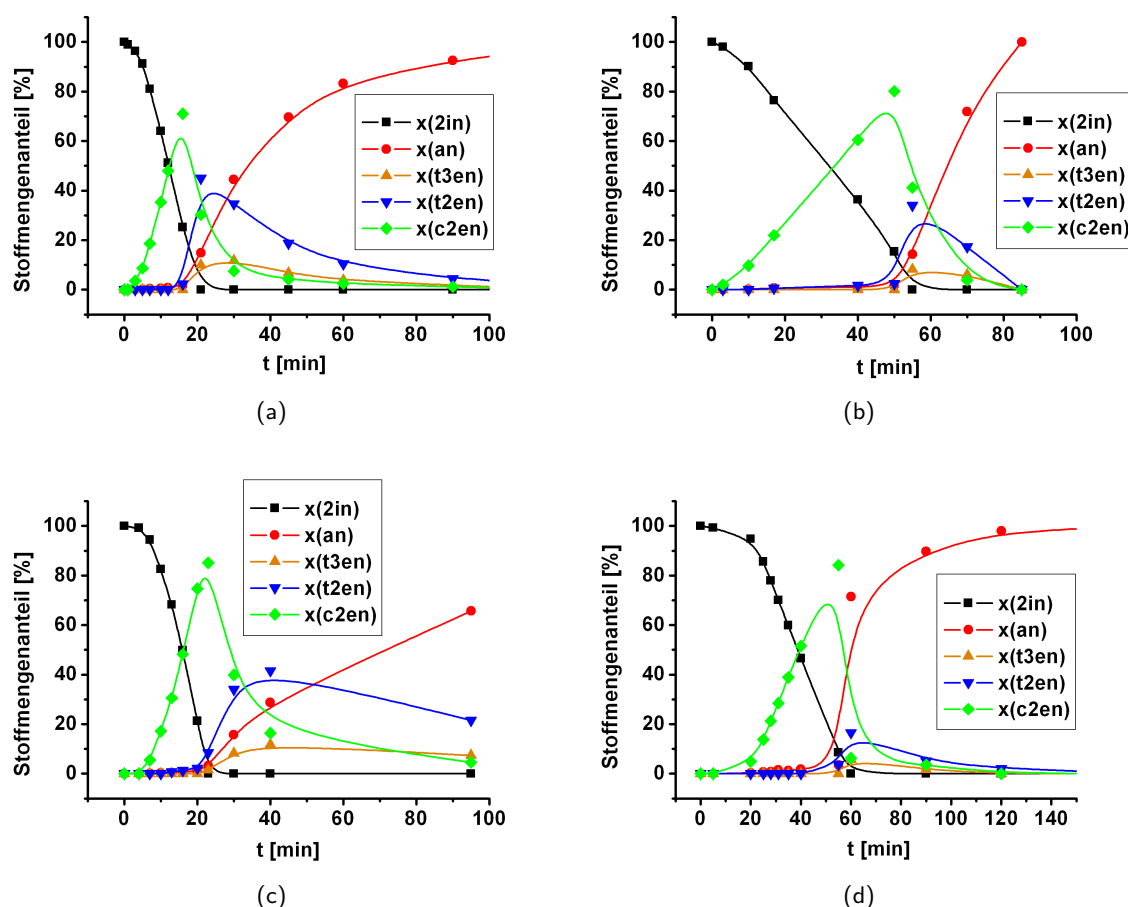 100
80
60
40
20
0
Stoffmengenanteil [%]
x(2in)
x(an)
x(t3en)
x(t2en)
x(c2en)
0 20 40 60 80 100
t [min]
(a)
100
80
60
40
20
0
Stoffmengenanteil [%]
x(2in)
x(an)
x(t3en)
x(t2en)
x(c2en)
0 20 40 60 80 100
t [min]
(b)
100
80
60
40
20
0
Stoffmengenanteil [%]
x(2in)
x(an)
x(t3en)
x(t2en)
x(c2en)
0 20 40 60 80 100
t [min]
(c)
100
80
60
40
20
0
Stoffmengenanteil [%]
x(2in)
x(an)
x(t3en)
x(t2en)
x(c2en)
0 20 40 60 80 100 120 140
t [min]
(d)